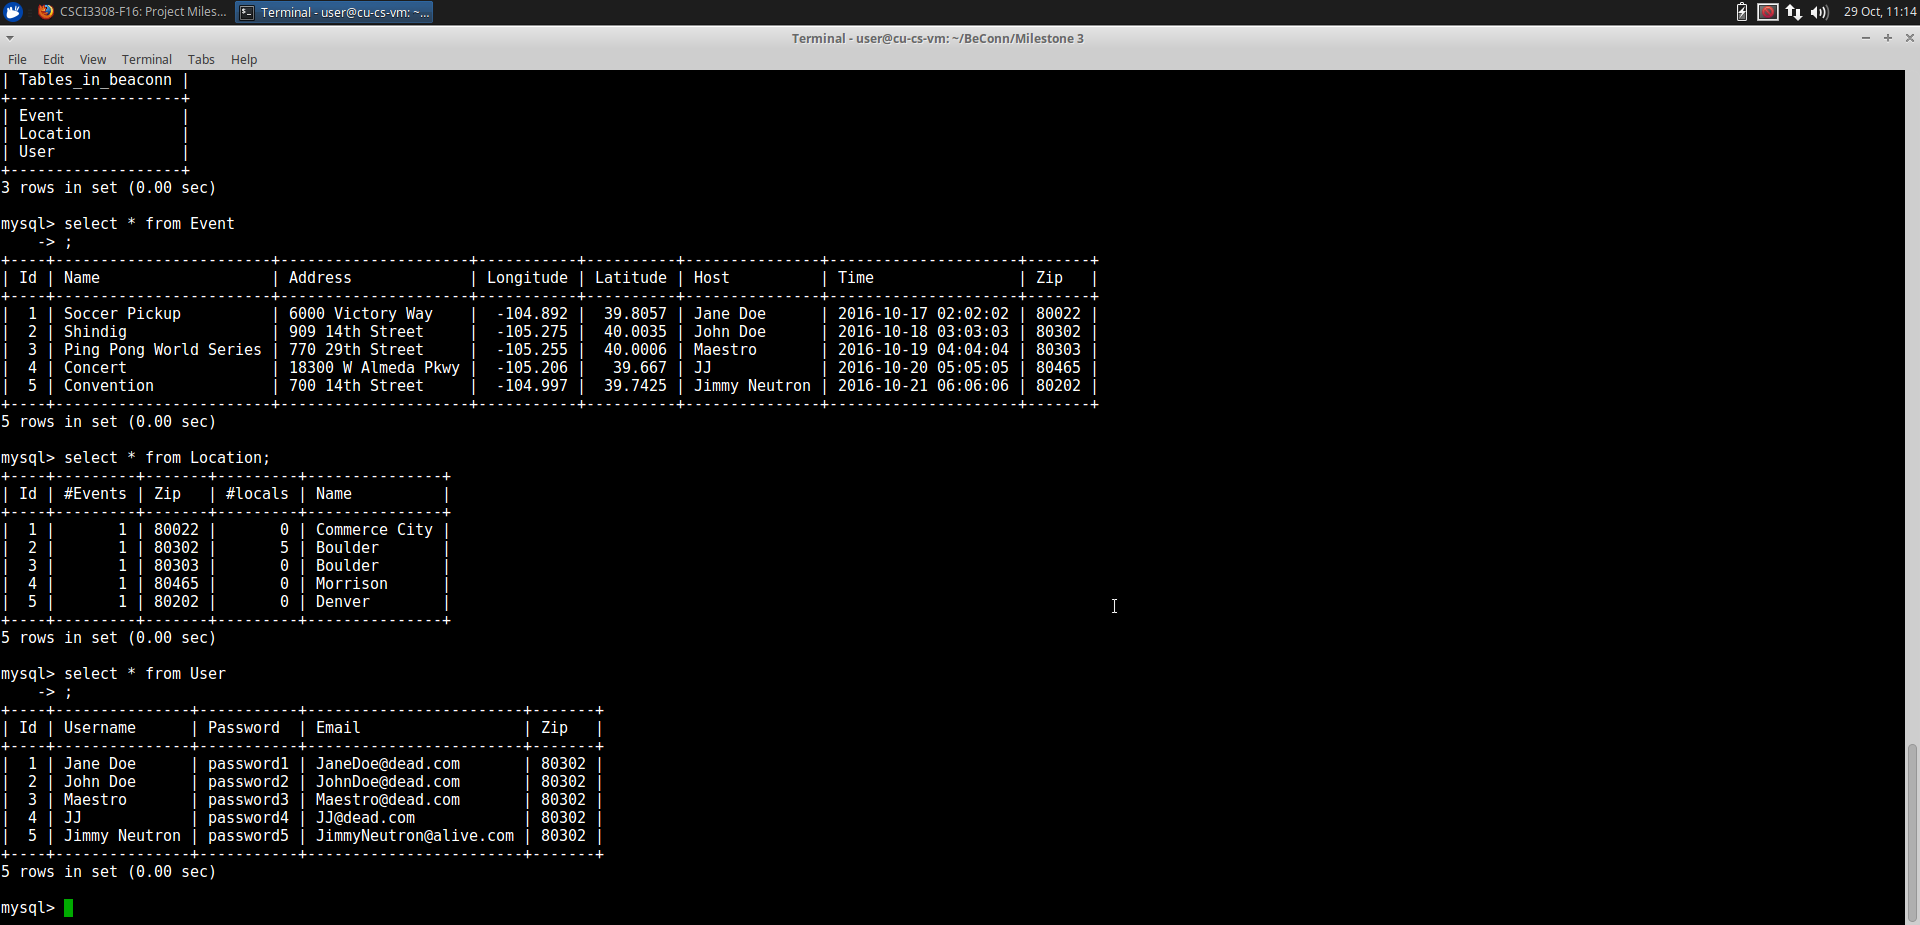 CSCI3308-F16: Project Miles... Terminal - user@cu-cs-vm: ~... 29 Oct, 11:14
Terminal - user@cu-cs-vm: ~/BeConn/Milestone 3
File Edit View Terminal Tabs Help
| Tables_in_beaconn |
+-------------------+
| Event             |
| Location          |
| User              |
+-------------------+
3 rows in set (0.00 sec)
mysql> select * from Event
    -> ;
+----+------------------------+---------------------+-----------+----------+---------------+---------------------+-------+
| Id | Name                   | Address             | Longitude | Latitude | Host          | Time                | Zip   |
+----+------------------------+---------------------+-----------+----------+---------------+---------------------+-------+
|  1 | Soccer Pickup          | 6000 Victory Way    |  -104.892 |  39.8057 | Jane Doe      | 2016-10-17 02:02:02 | 80022 |
|  2 | Shindig                | 909 14th Street     |  -105.275 |  40.0035 | John Doe      | 2016-10-18 03:03:03 | 80302 |
|  3 | Ping Pong World Series | 770 29th Street     |  -105.255 |  40.0006 | Maestro       | 2016-10-19 04:04:04 | 80303 |
|  4 | Concert                | 18300 W Almeda Pkwy |  -105.206 |   39.667 | JJ            | 2016-10-20 05:05:05 | 80465 |
|  5 | Convention             | 700 14th Street     |  -104.997 |  39.7425 | Jimmy Neutron | 2016-10-21 06:06:06 | 80202 |
+----+------------------------+---------------------+-----------+----------+---------------+---------------------+-------+
5 rows in set (0.00 sec)
mysql> select * from Location;
+----+---------+-------+---------+---------------+
| Id | #Events | Zip   | #locals | Name          |
+----+---------+-------+---------+---------------+
|  1 |       1 | 80022 |       0 | Commerce City |
|  2 |       1 | 80302 |       5 | Boulder       |
|  3 |       1 | 80303 |       0 | Boulder       |
|  4 |       1 | 80465 |       0 | Morrison      |
|  5 |       1 | 80202 |       0 | Denver        |
+----+---------+-------+---------+---------------+
5 rows in set (0.00 sec)
mysql> select * from User
    -> ;
+----+---------------+-----------+------------------------+-------+
| Id | Username      | Password  | Email                  | Zip   |
+----+---------------+-----------+------------------------+-------+
|  1 | Jane Doe      | password1 | JaneDoe@dead.com       | 80302 |
|  2 | John Doe      | password2 | JohnDoe@dead.com       | 80302 |
|  3 | Maestro       | password3 | Maestro@dead.com       | 80302 |
|  4 | JJ            | password4 | JJ@dead.com            | 80302 |
|  5 | Jimmy Neutron | password5 | JimmyNeutron@alive.com | 80302 |
+----+---------------+-----------+------------------------+-------+
5 rows in set (0.00 sec)
mysql>